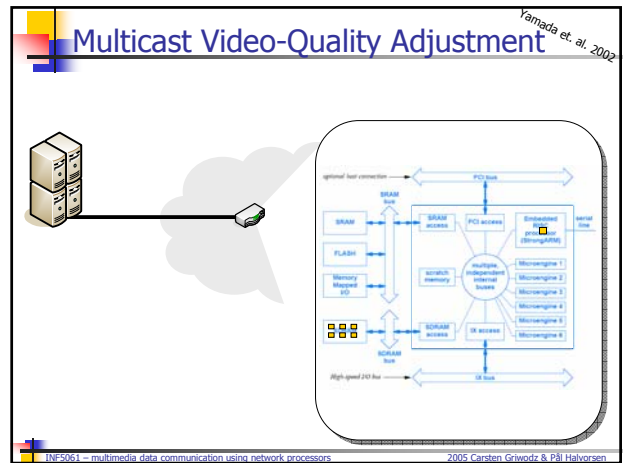 Multicast Video-Quality Adjustment
Yamada et. al. 2002
optional host connection
PCI bus
SRAM
bus
SRAM
FLASH
Memory
Mapped
I/O
SRAM
access
PCI access
Embedded
processor
(StrongARM)
serial
line
scratch
memory
multiple,
independent
internal
buses
Microengine 1
Microengine 2
Microengine 3
Microengine 4
Microengine 5
Microengine 6
SDRAM
access
IX access
SDRAM
bus
High-speed I/O bus
IX bus
INF5061 – multimedia data communication using network processors
2005 Carsten Griwodz & Pål Halvorsen